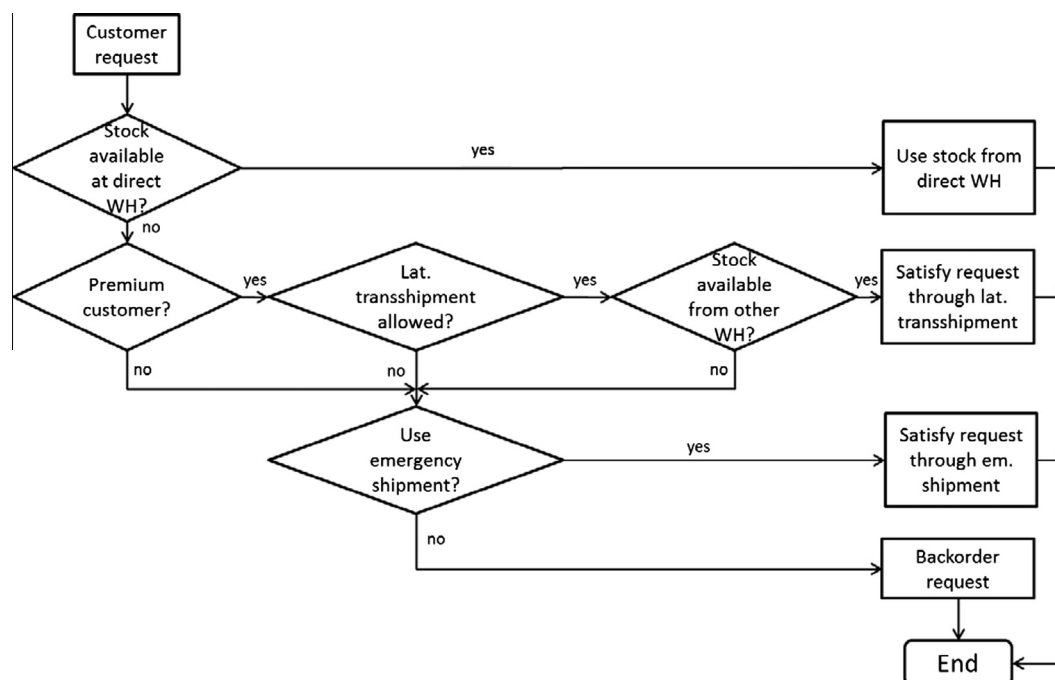 Customer
request
Stock
available
at direct
WH?
yes
Use stock from
direct WH
no
Premium
customer?
yes
Lat.
transshipment
allowed?
yes
Stock
available
from other
WH?
yes
Satisfy request
through lat.
transshipment
no
no
no
Use
emergency
shipment?
yes
Satisfy request
through em.
shipment
no
Backorder
request
End